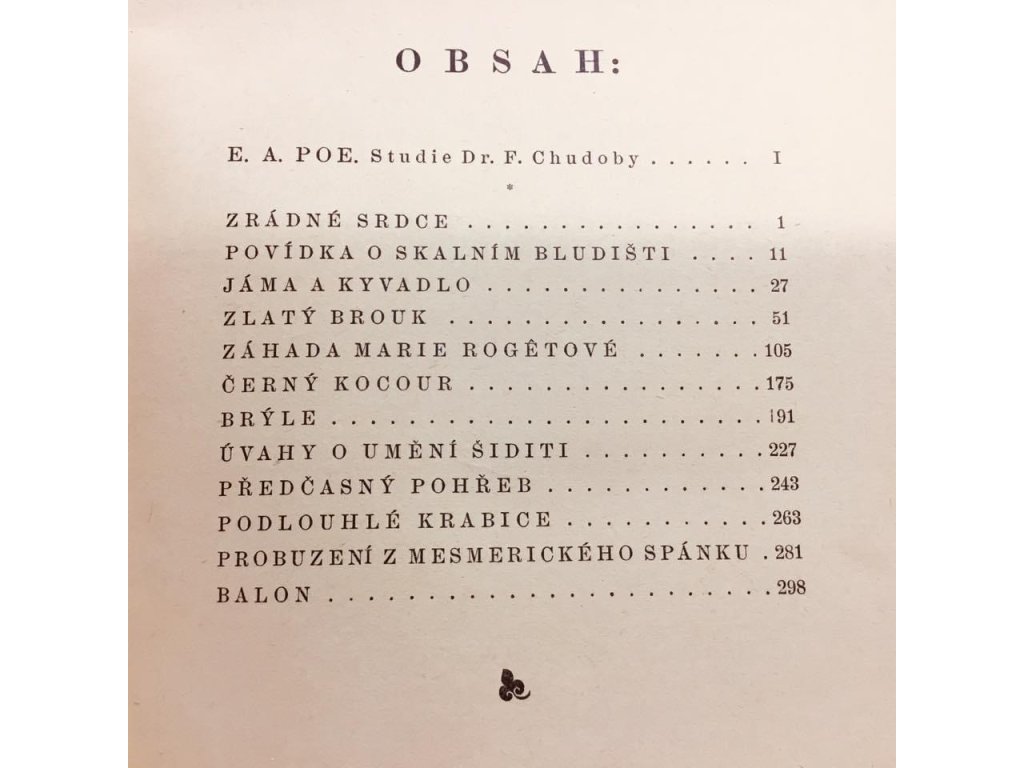 OBSAH:
E. A. POE. Studie Dr. F. Chudoby ...... I
*
ZRÁDNÉ SRDCE ............... 1
POVÍDKA O SKALNÍM BLUDIŠTI .... 11
JÁMA A KYVADLO ............... 27
ZLATÝ BROUK ................. 51
ZÁHADA MARIE ROGÊTOVÉ ....... 105
ČERNÝ KOCOUR ................ 175
BRÝLE ....................... 191
ÚVAHY O UMĚNÍ ŠIDITI .......... 227
PŘEDČASNÝ POHŘEB ............ 243
PODLOUHLÉ KRABICE ........... 263
PROBUZENÍ Z MESMERICKÉHO SPÁNKU . 281
BALON ....................... 298